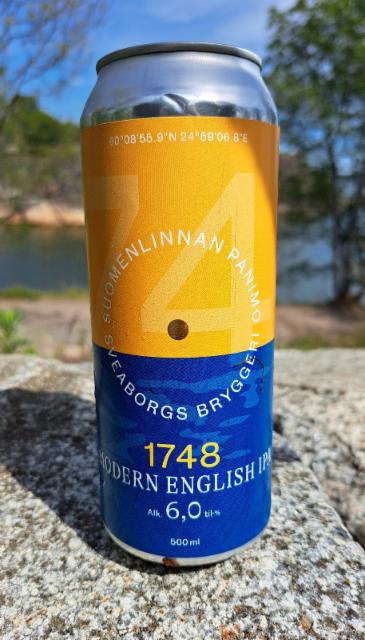 60°08'55.9"N 24°59'06.8"E
74
SUOMENLINNAN PANIMO
SVEABORGS BRYGGERI
1748
MODERN ENGLISH IPA
Alk. 6,0 til-%
500 ml